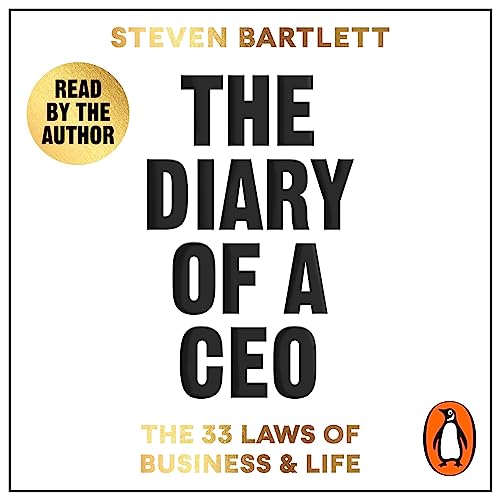 STEVEN BARTLETT
READ
BY THE
AUTHOR
THE
DIARY
OF A
CEO
THE 33 LAWS OF
BUSINESS & LIFE